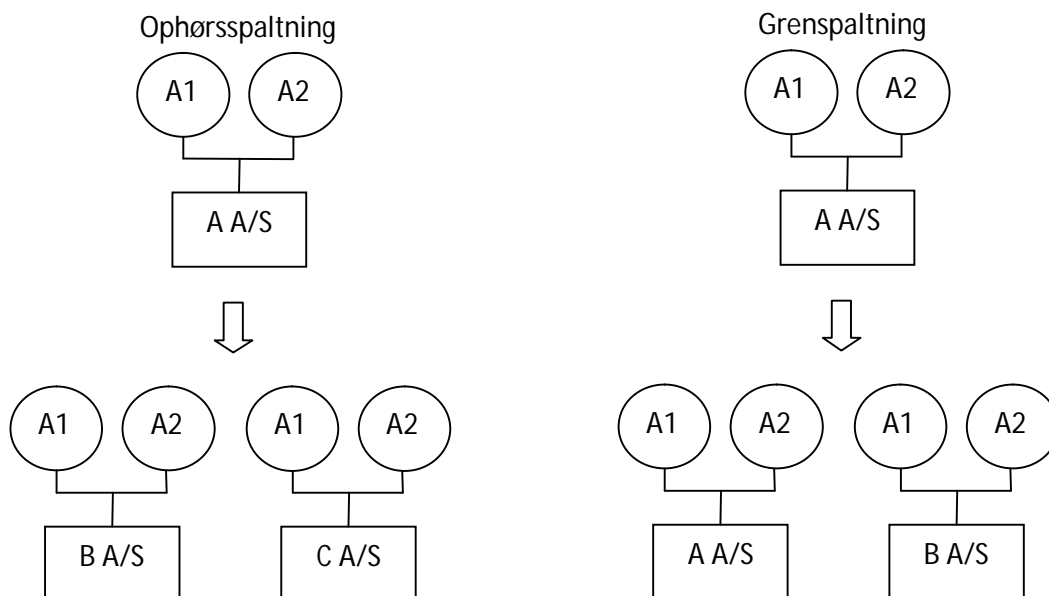 Ophørsspaltning
A1 A2
A A/S
A1 A2 A1 A2
B A/S C A/S
Grenspaltning
A1 A2
A A/S
A1 A2 A1 A2
A A/S B A/S